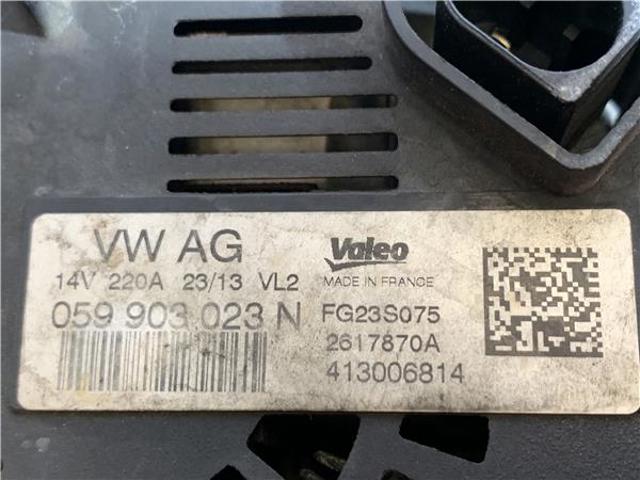 VW AG
14V 220A 23/13 VL2
059 903 023 N
Valeo
MADE IN FRANCE
FG23S075
2617870A
413006814